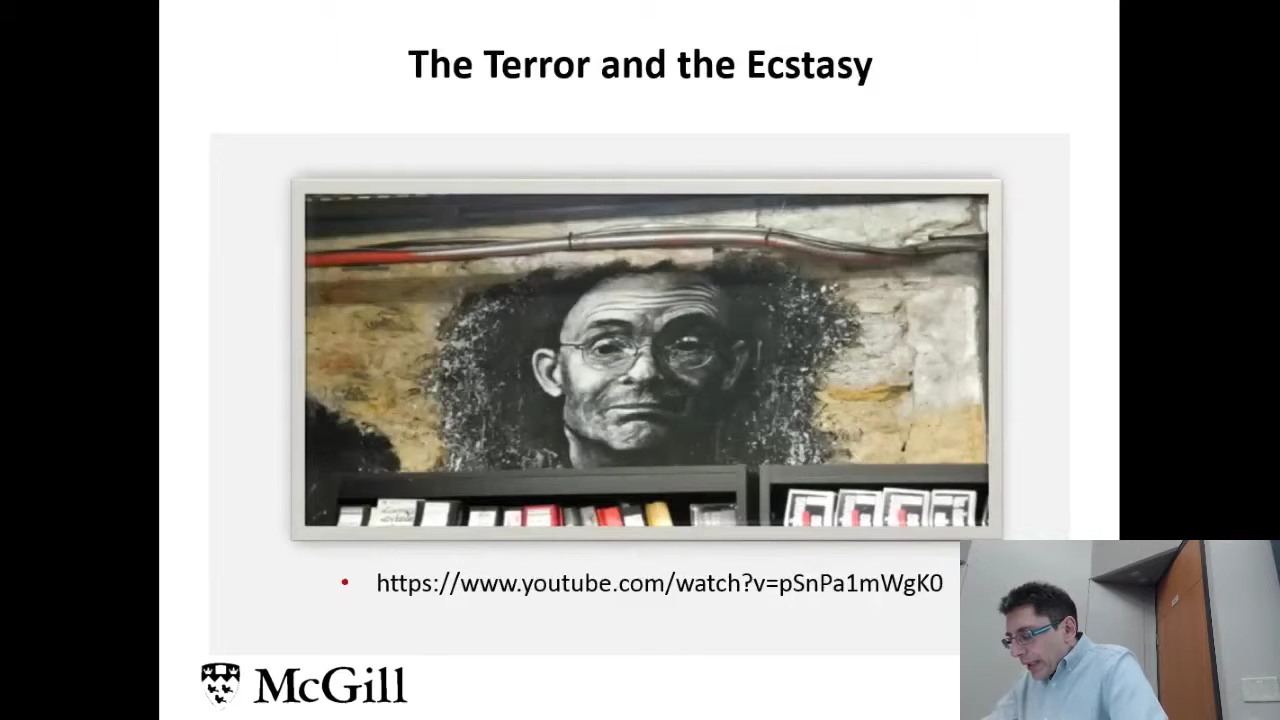 The Terror and the Ecstasy
• https://www.youtube.com/watch?v=pSnPa1mWgK0
McGill